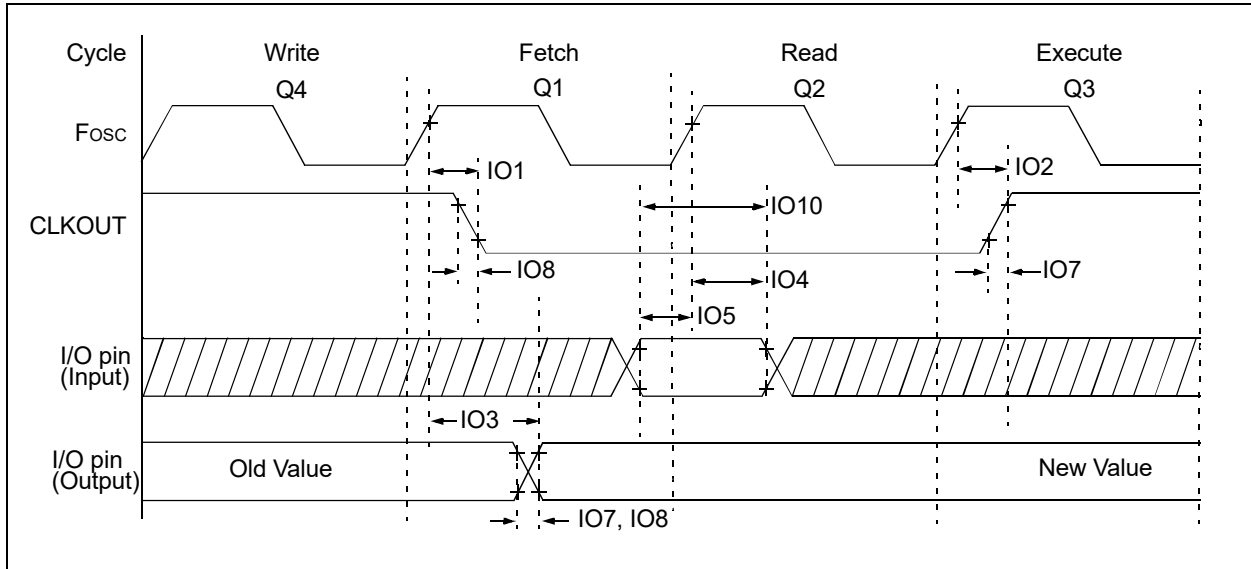 Cycle Write Fetch Read Execute
Q4 Q1 Q2 Q3
Fosc
IO1 IO2
CLKOUT IO10
IO8 IO4 IO7
IO5
I/O pin
(Input)
IO3
I/O pin
(Output) Old Value New Value
IO7, IO8